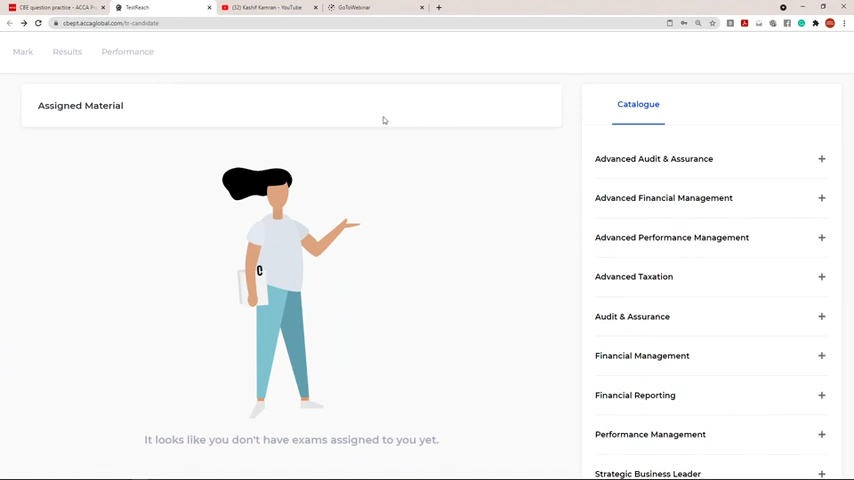 CBE question practice - ACCA Pr
TestReach
(32) Kashif Kamran - YouTube
GoToWebinar
cbept.accaglobal.com/tr-candidate
Mark
Results
Performance
Assigned Material
Catalogue
Advanced Audit & Assurance
Advanced Financial Management
Advanced Performance Management
Advanced Taxation
Audit & Assurance
Financial Management
Financial Reporting
Performance Management
Strategic Business Leader
It looks like you don't have exams assigned to you yet.